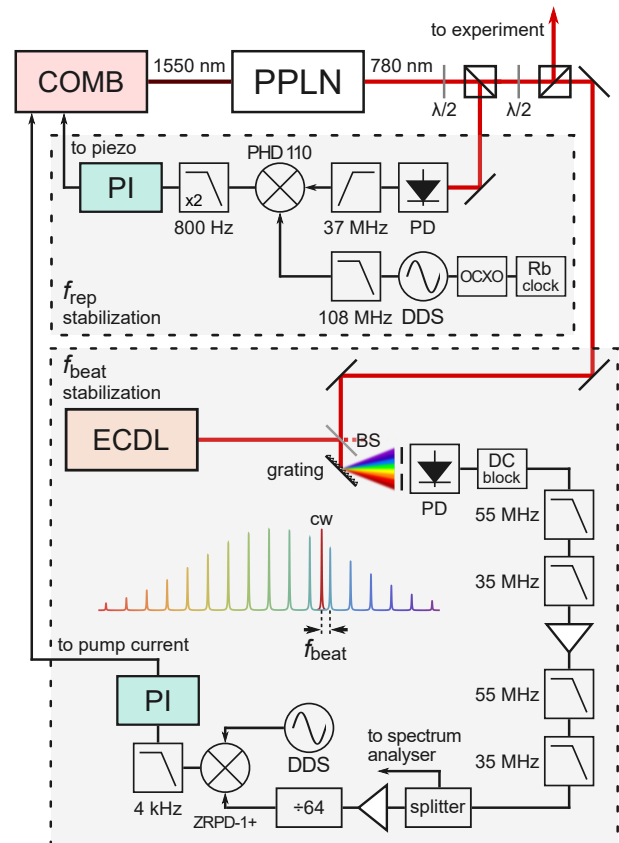 to experiment
COMB
1550 nm
PPLN
780 nm
λ/2
λ/2
to piezo
PI
x2
800 Hz
PHD 110
37 MHz
PD
108 MHz
DDS
OCXO
Rb
clock
frep
stabilization
fbeat
stabilization
ECDL
BS
grating
PD
DC
block
55 MHz
35 MHz
cw
fbeat
to pump current
PI
4 kHz
ZRPD-1+
DDS
÷64
to spectrum
analyser
splitter
55 MHz
35 MHz